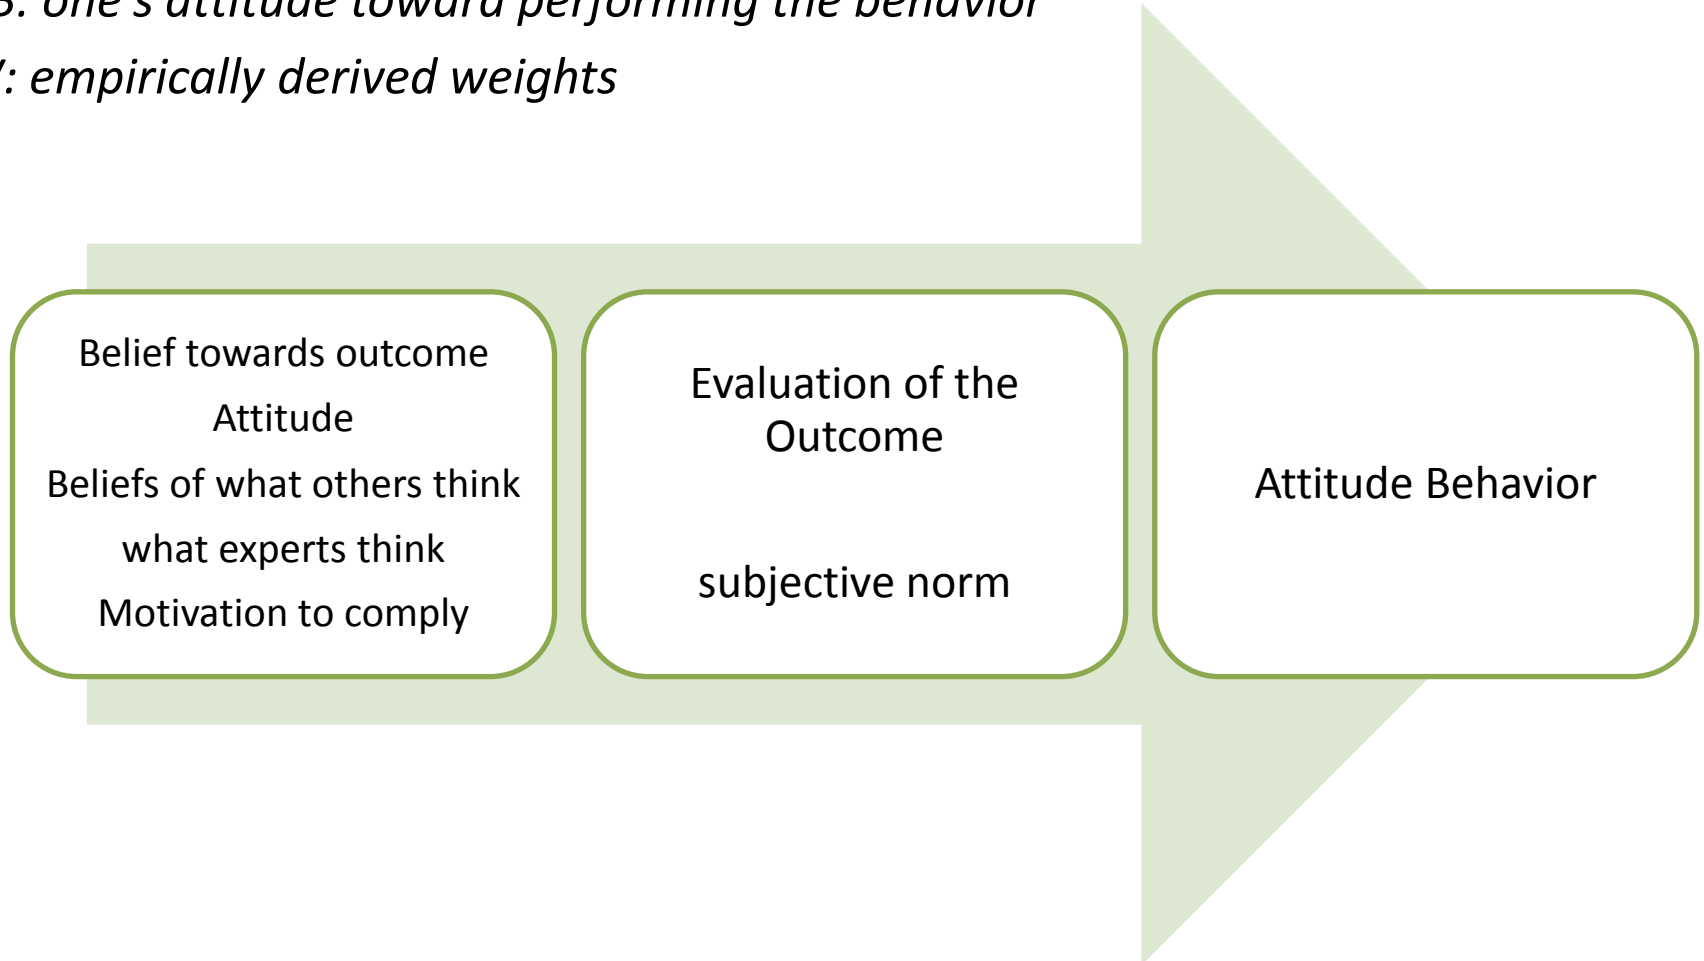 B: one's attitude toward performing the behavior
: empirically derived weights
Belief towards outcome
Attitude
Beliefs of what others think
what experts think
Motivation to comply
Evaluation of the
Outcome
subjective norm
Attitude Behavior